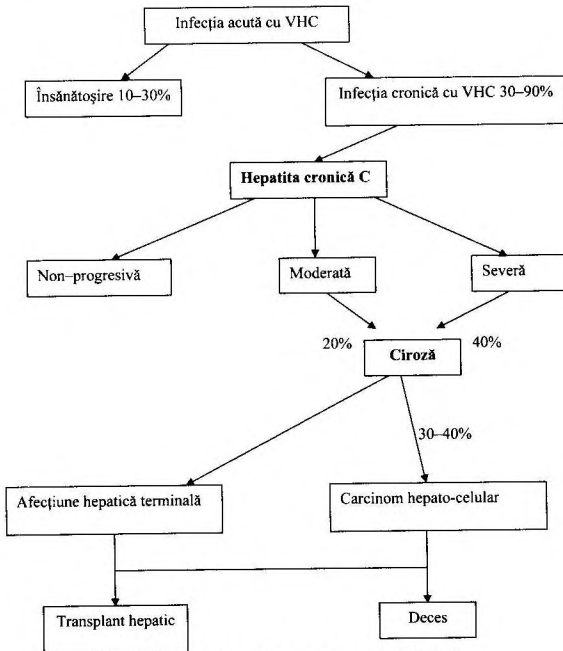 Infecția acută cu VHC
Însănătoșire 10–30%
Infecția cronică cu VHC 30–90%
Hepatita cronică C
Non–progresivă
Moderată
Severă
20%
Ciroză
40%
30–40%
Afecțiune hepatică terminală
Carcinom hepato-celular
Transplant hepatic
Deces